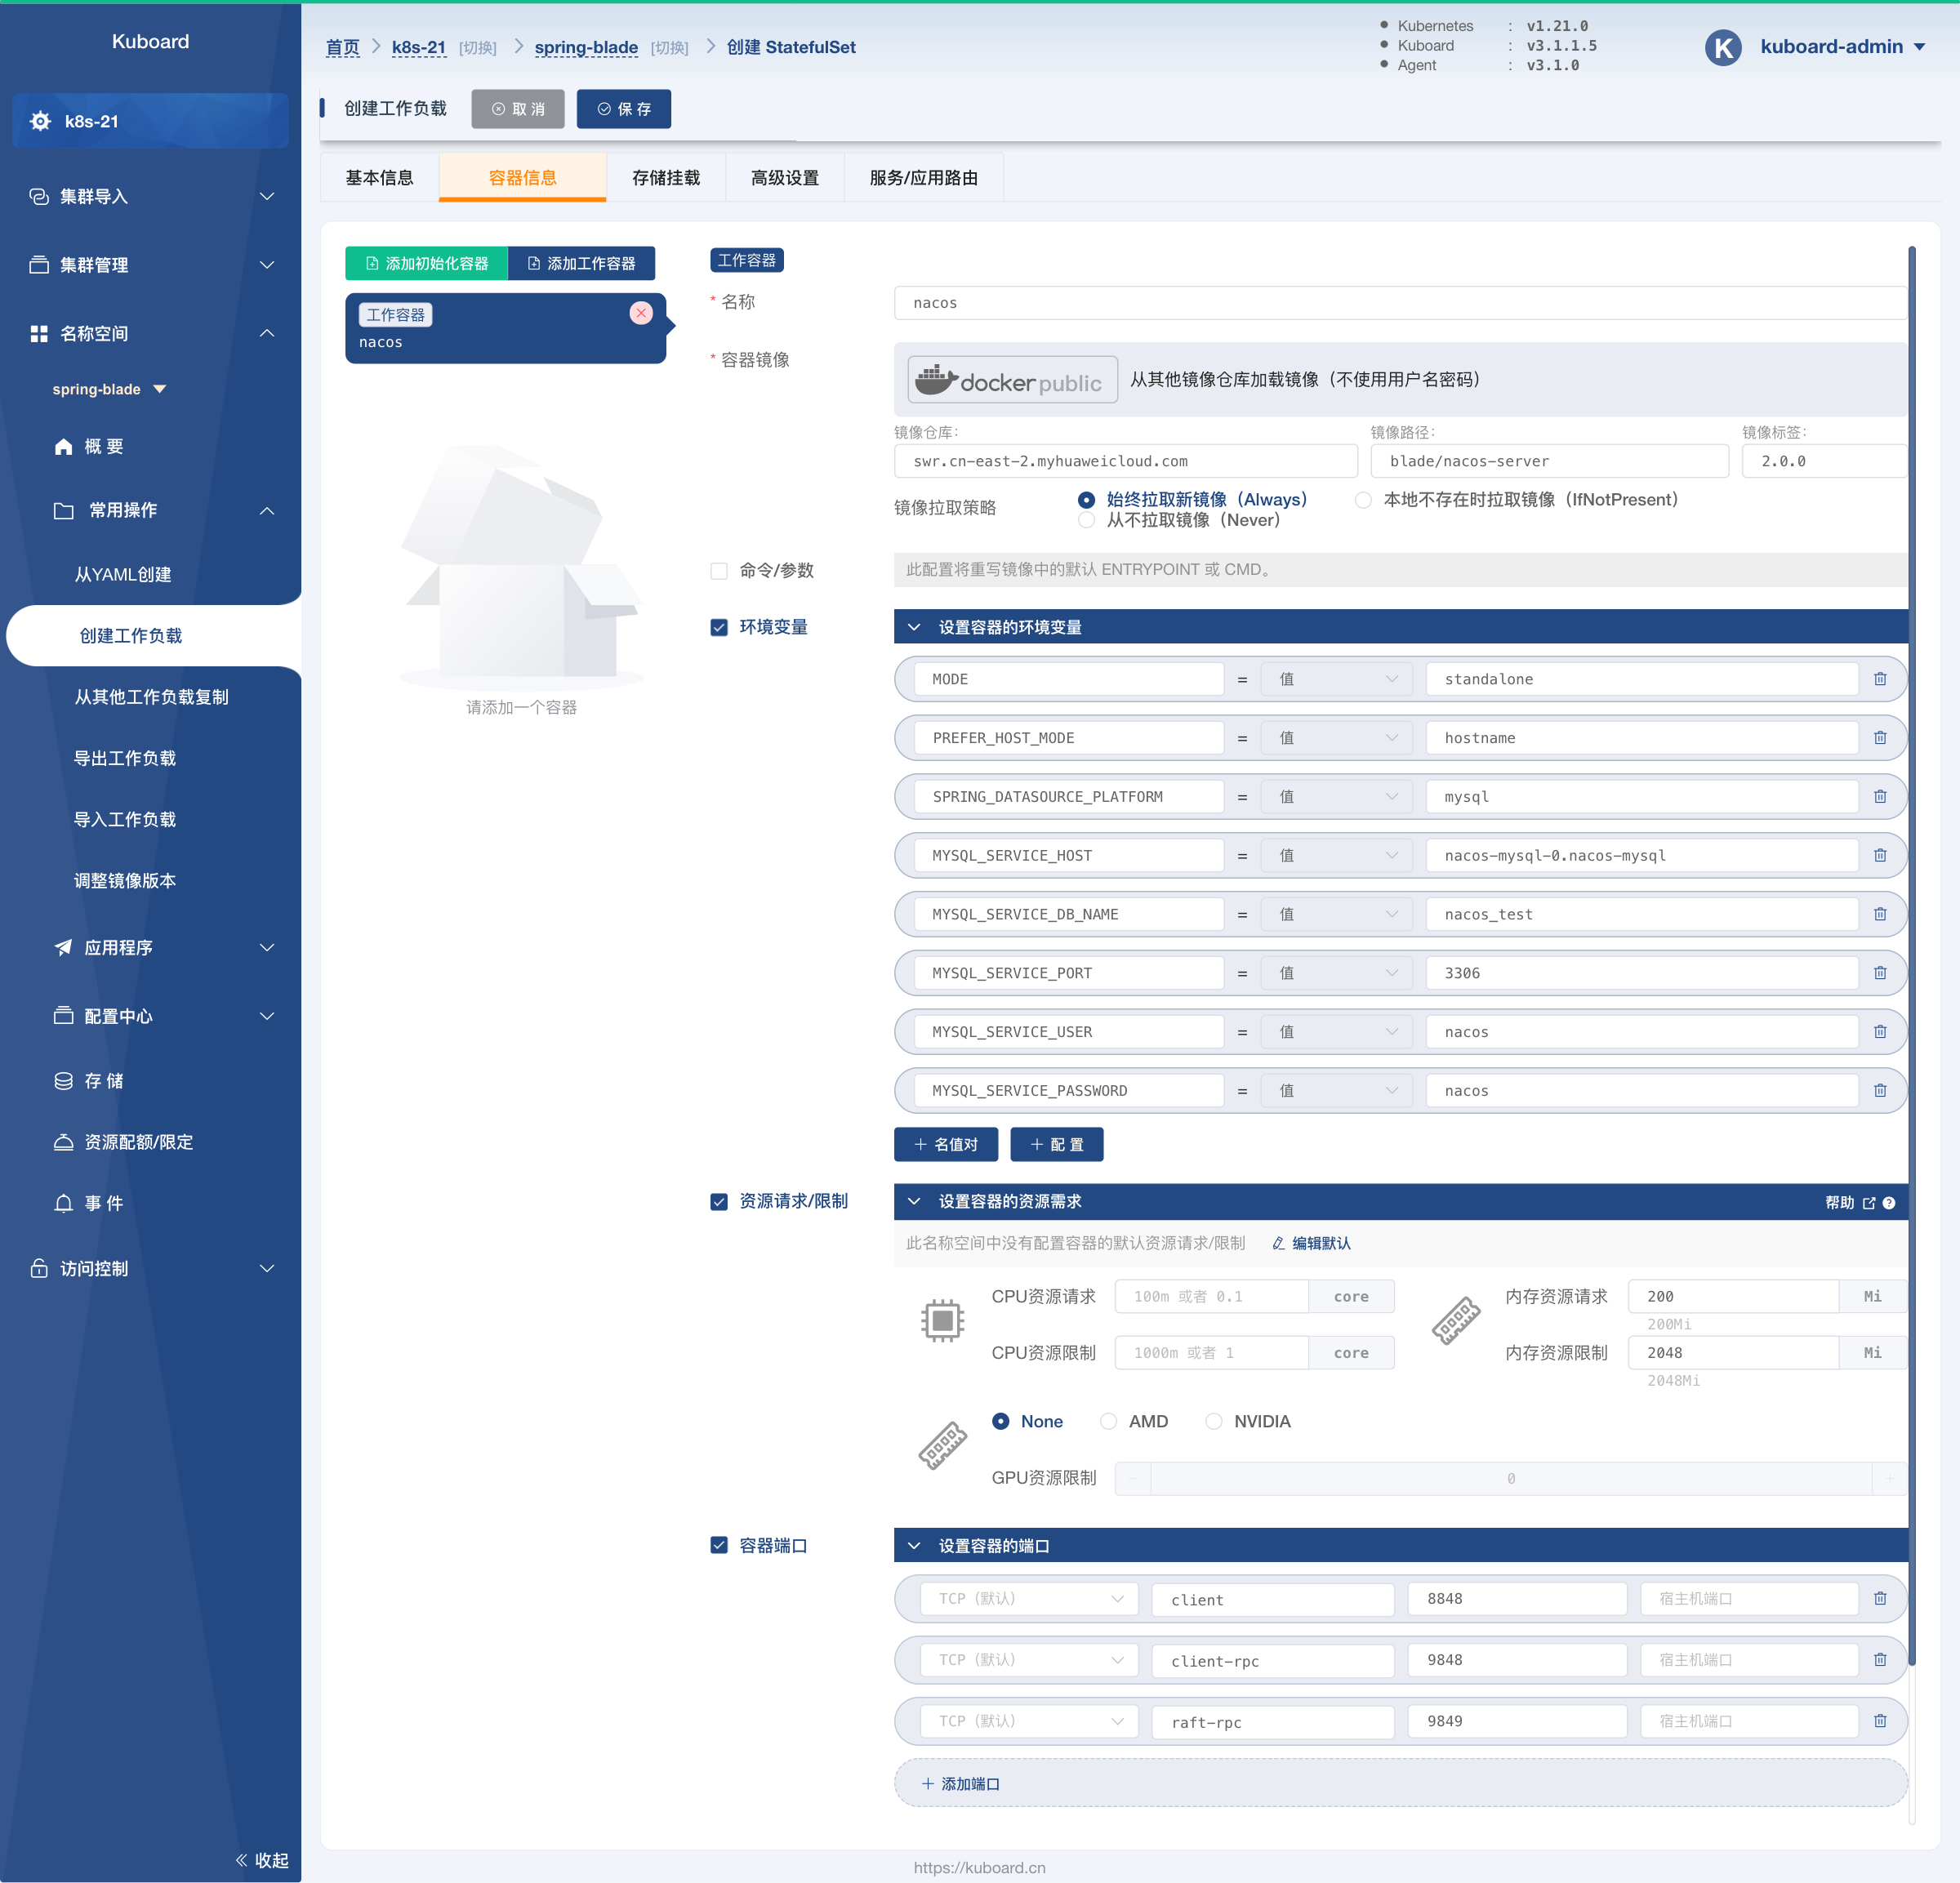 Kuboard
k8s-21
集群导入
集群管理
名称空间
spring-blade
概 要
常用操作
从YAML创建
创建工作负载
从其他工作负载复制
导出工作负载
导入工作负载
调整镜像版本
应用程序
配置中心
存 储
资源配额/限定
事 件
访问控制
收起
首页 k8s-21 [切换] spring-blade [切换] 创建 StatefulSet
Kubernetes : v1.21.0
Kuboard : v3.1.1.5
Agent : v3.1.0
K kuboard-admin
创建工作负载 取 消 保 存
基本信息 容器信息 存储挂载 高级设置 服务/应用路由
添加初始化容器 添加工作容器
工作容器
nacos
请添加一个容器
工作容器
* 名称 nacos
* 容器镜像 docker public 从其他镜像仓库加载镜像（不使用用户名密码）
镜像仓库: 镜像路径: 镜像标签:
swr.cn-east-2.myhuaweicloud.com blade/nacos-server 2.0.0
镜像拉取策略 始终拉取新镜像（Always） 本地不存在时拉取镜像（IfNotPresent）
从不拉取镜像（Never）
命令/参数 此配置将重写镜像中的默认 ENTRYPOINT 或 CMD。
环境变量 设置容器的环境变量
MODE = 值 standalone
PREFER_HOST_MODE = 值 hostname
SPRING_DATASOURCE_PLATFORM = 值 mysql
MYSQL_SERVICE_HOST = 值 nacos-mysql-0.nacos-mysql
MYSQL_SERVICE_DB_NAME = 值 nacos_test
MYSQL_SERVICE_PORT = 值 3306
MYSQL_SERVICE_USER = 值 nacos
MYSQL_SERVICE_PASSWORD = 值 nacos
名值对 配 置
资源请求/限制 设置容器的资源需求 帮助
此名称空间中没有配置容器的默认资源请求/限制 编辑默认
CPU资源请求 100m 或者 0.1 core 内存资源请求 200 Mi
200Mi
CPU资源限制 1000m 或者 1 core 内存资源限制 2048 Mi
2048Mi
None AMD NVIDIA
GPU资源限制 0
容器端口 设置容器的端口
TCP（默认） client 8848 宿主机端口
TCP（默认） client-rpc 9848 宿主机端口
TCP（默认） raft-rpc 9849 宿主机端口
添加端口
https://kuboard.cn